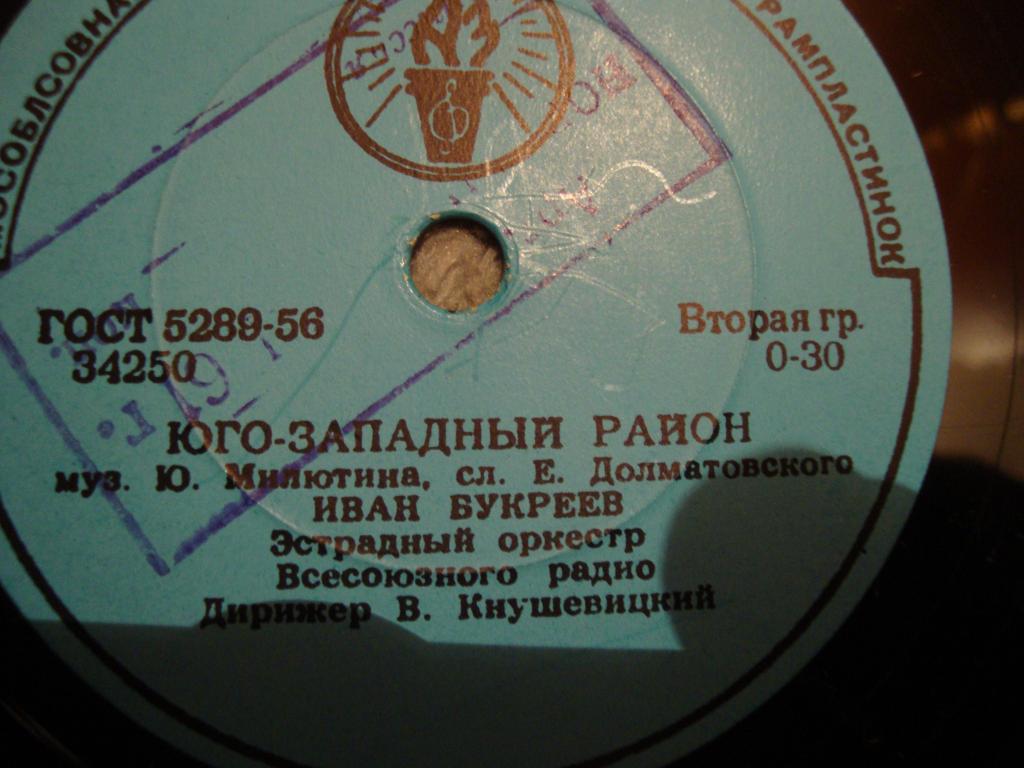 МОСОБЛСОВНА
ГРАМПЛАСТИНОК
ГОСТ 5289-56
34250
Вторая гр.
0-30
ЮГО-ЗАПАДНЫЙ РАЙОН
муз. Ю. Милютина, сл. Е. Долматовского
ИВАН БУКРЕЕВ
Эстрадный оркестр
Всесоюзного радио
Дирижер В. Кнушевицкий